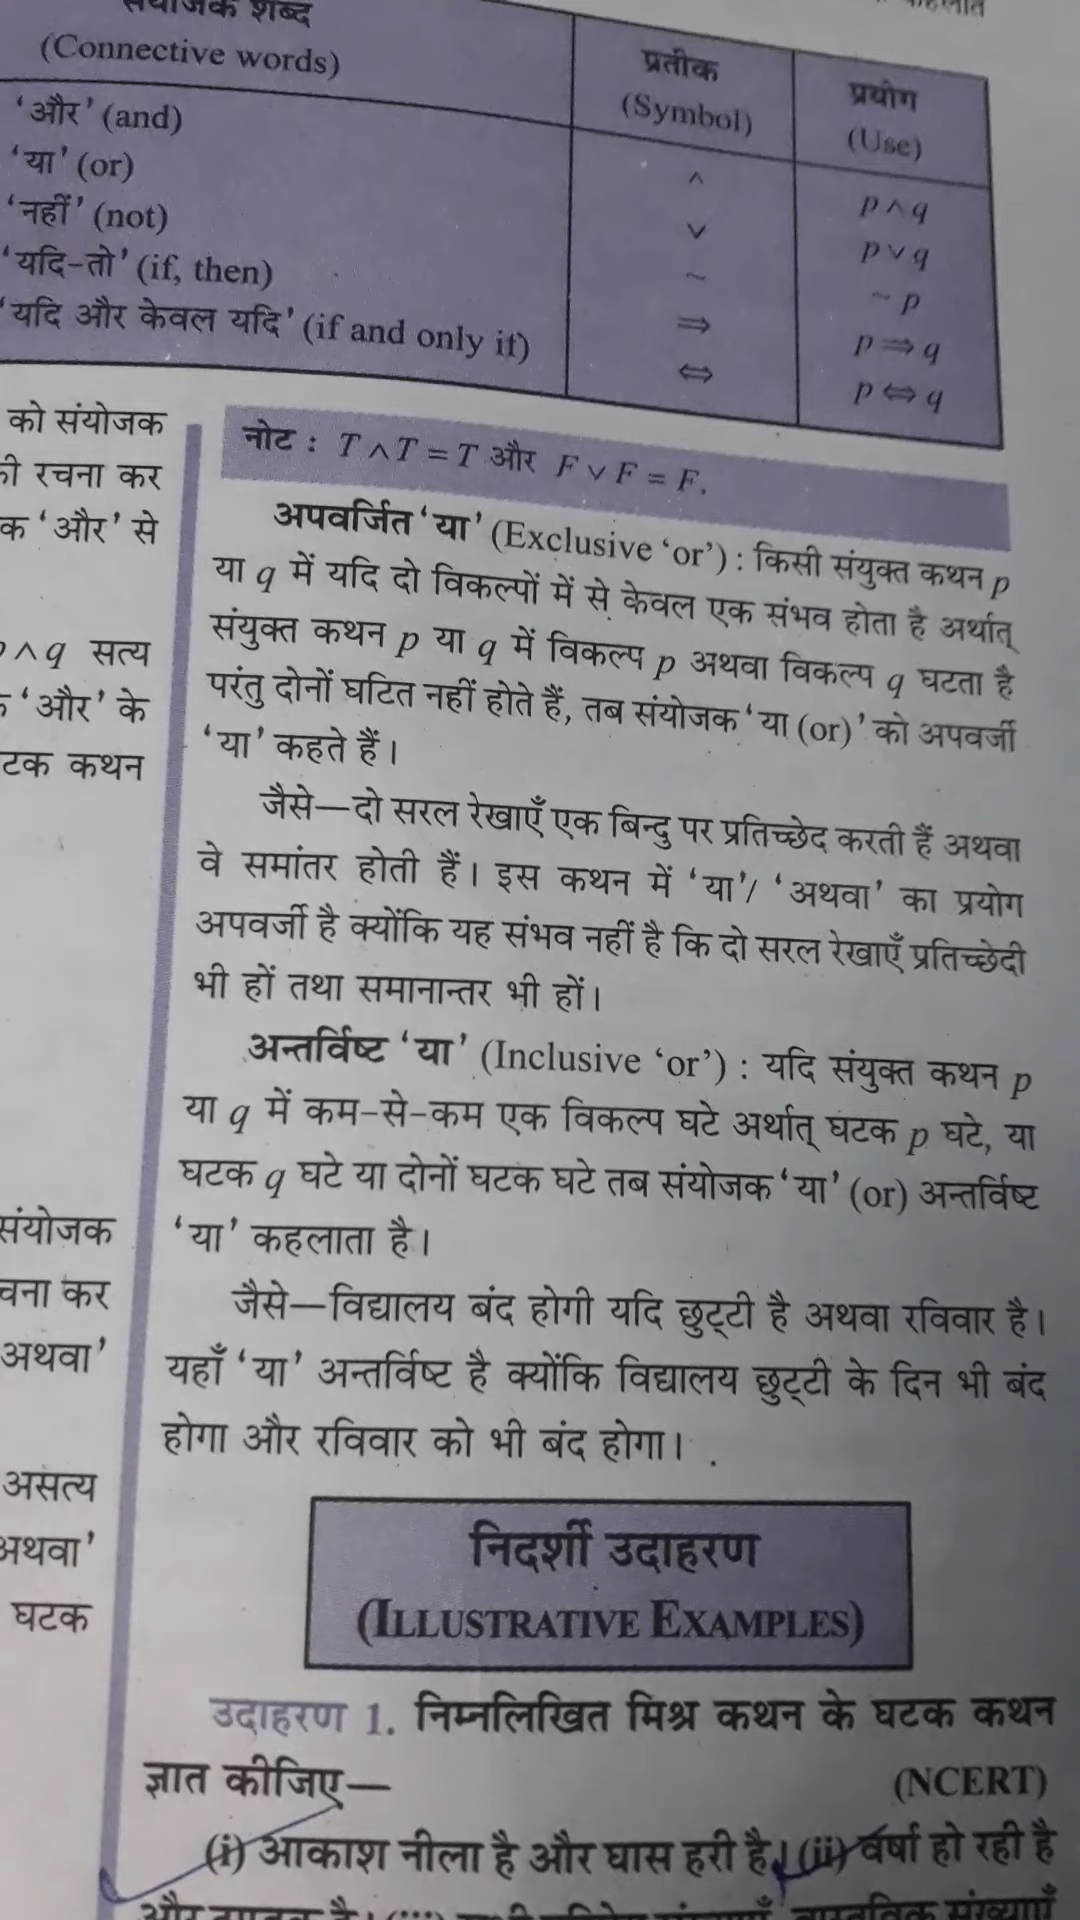 संयोजक शब्द
(Connective words)
प्रतीक
(Symbol)
प्रयोग
(Use)
'और' (and)
∧
p∧q
'या' (or)
∨
p∨q
'नहीं' (not)
~
~p
'यदि-तो' (if, then)
⇒
p⇒q
'यदि और केवल यदि' (if and only if)
⇔
p⇔q
को संयोजक
रचना कर
'और' से
∧q सत्य
'और' के
कथन
संयोजक
कर
अथवा'
असत्य
अथवा'
घटक
नोट : T∧T = T और F∨F = F.
अपवर्जित 'या' (Exclusive 'or') : किसी संयुक्त कथन p
या q में यदि दो विकल्पों में से केवल एक संभव होता है अर्थात्
संयुक्त कथन p या q में विकल्प p अथवा विकल्प q घटता है
परंतु दोनों घटित नहीं होते हैं, तब संयोजक 'या (or)' को अपवर्जी
'या' कहते हैं।
जैसे—दो सरल रेखाएँ एक बिन्दु पर प्रतिच्छेद करती हैं अथवा
वे समांतर होती हैं। इस कथन में 'या'/ 'अथवा' का प्रयोग
अपवर्जी है क्योंकि यह संभव नहीं है कि दो सरल रेखाएँ प्रतिच्छेदी
भी हों तथा समानान्तर भी हों।
अन्तर्विष्ट 'या' (Inclusive 'or') : यदि संयुक्त कथन p
या q में कम-से-कम एक विकल्प घटे अर्थात् घटक p घटे, या
घटक q घटे या दोनों घटक घटे तब संयोजक 'या' (or) अन्तर्विष्ट
'या' कहलाता है।
जैसे—विद्यालय बंद होगी यदि छुट्टी है अथवा रविवार है।
यहाँ 'या' अन्तर्विष्ट है क्योंकि विद्यालय छुट्टी के दिन भी बंद
होगा और रविवार को भी बंद होगा।
निदर्शी उदाहरण
(ILLUSTRATIVE EXAMPLES)
उदाहरण 1. निम्नलिखित मिश्र कथन के घटक कथन
ज्ञात कीजिए— (NCERT)
(i) आकाश नीला है और घास हरी है। (ii) वर्षा हो रही है